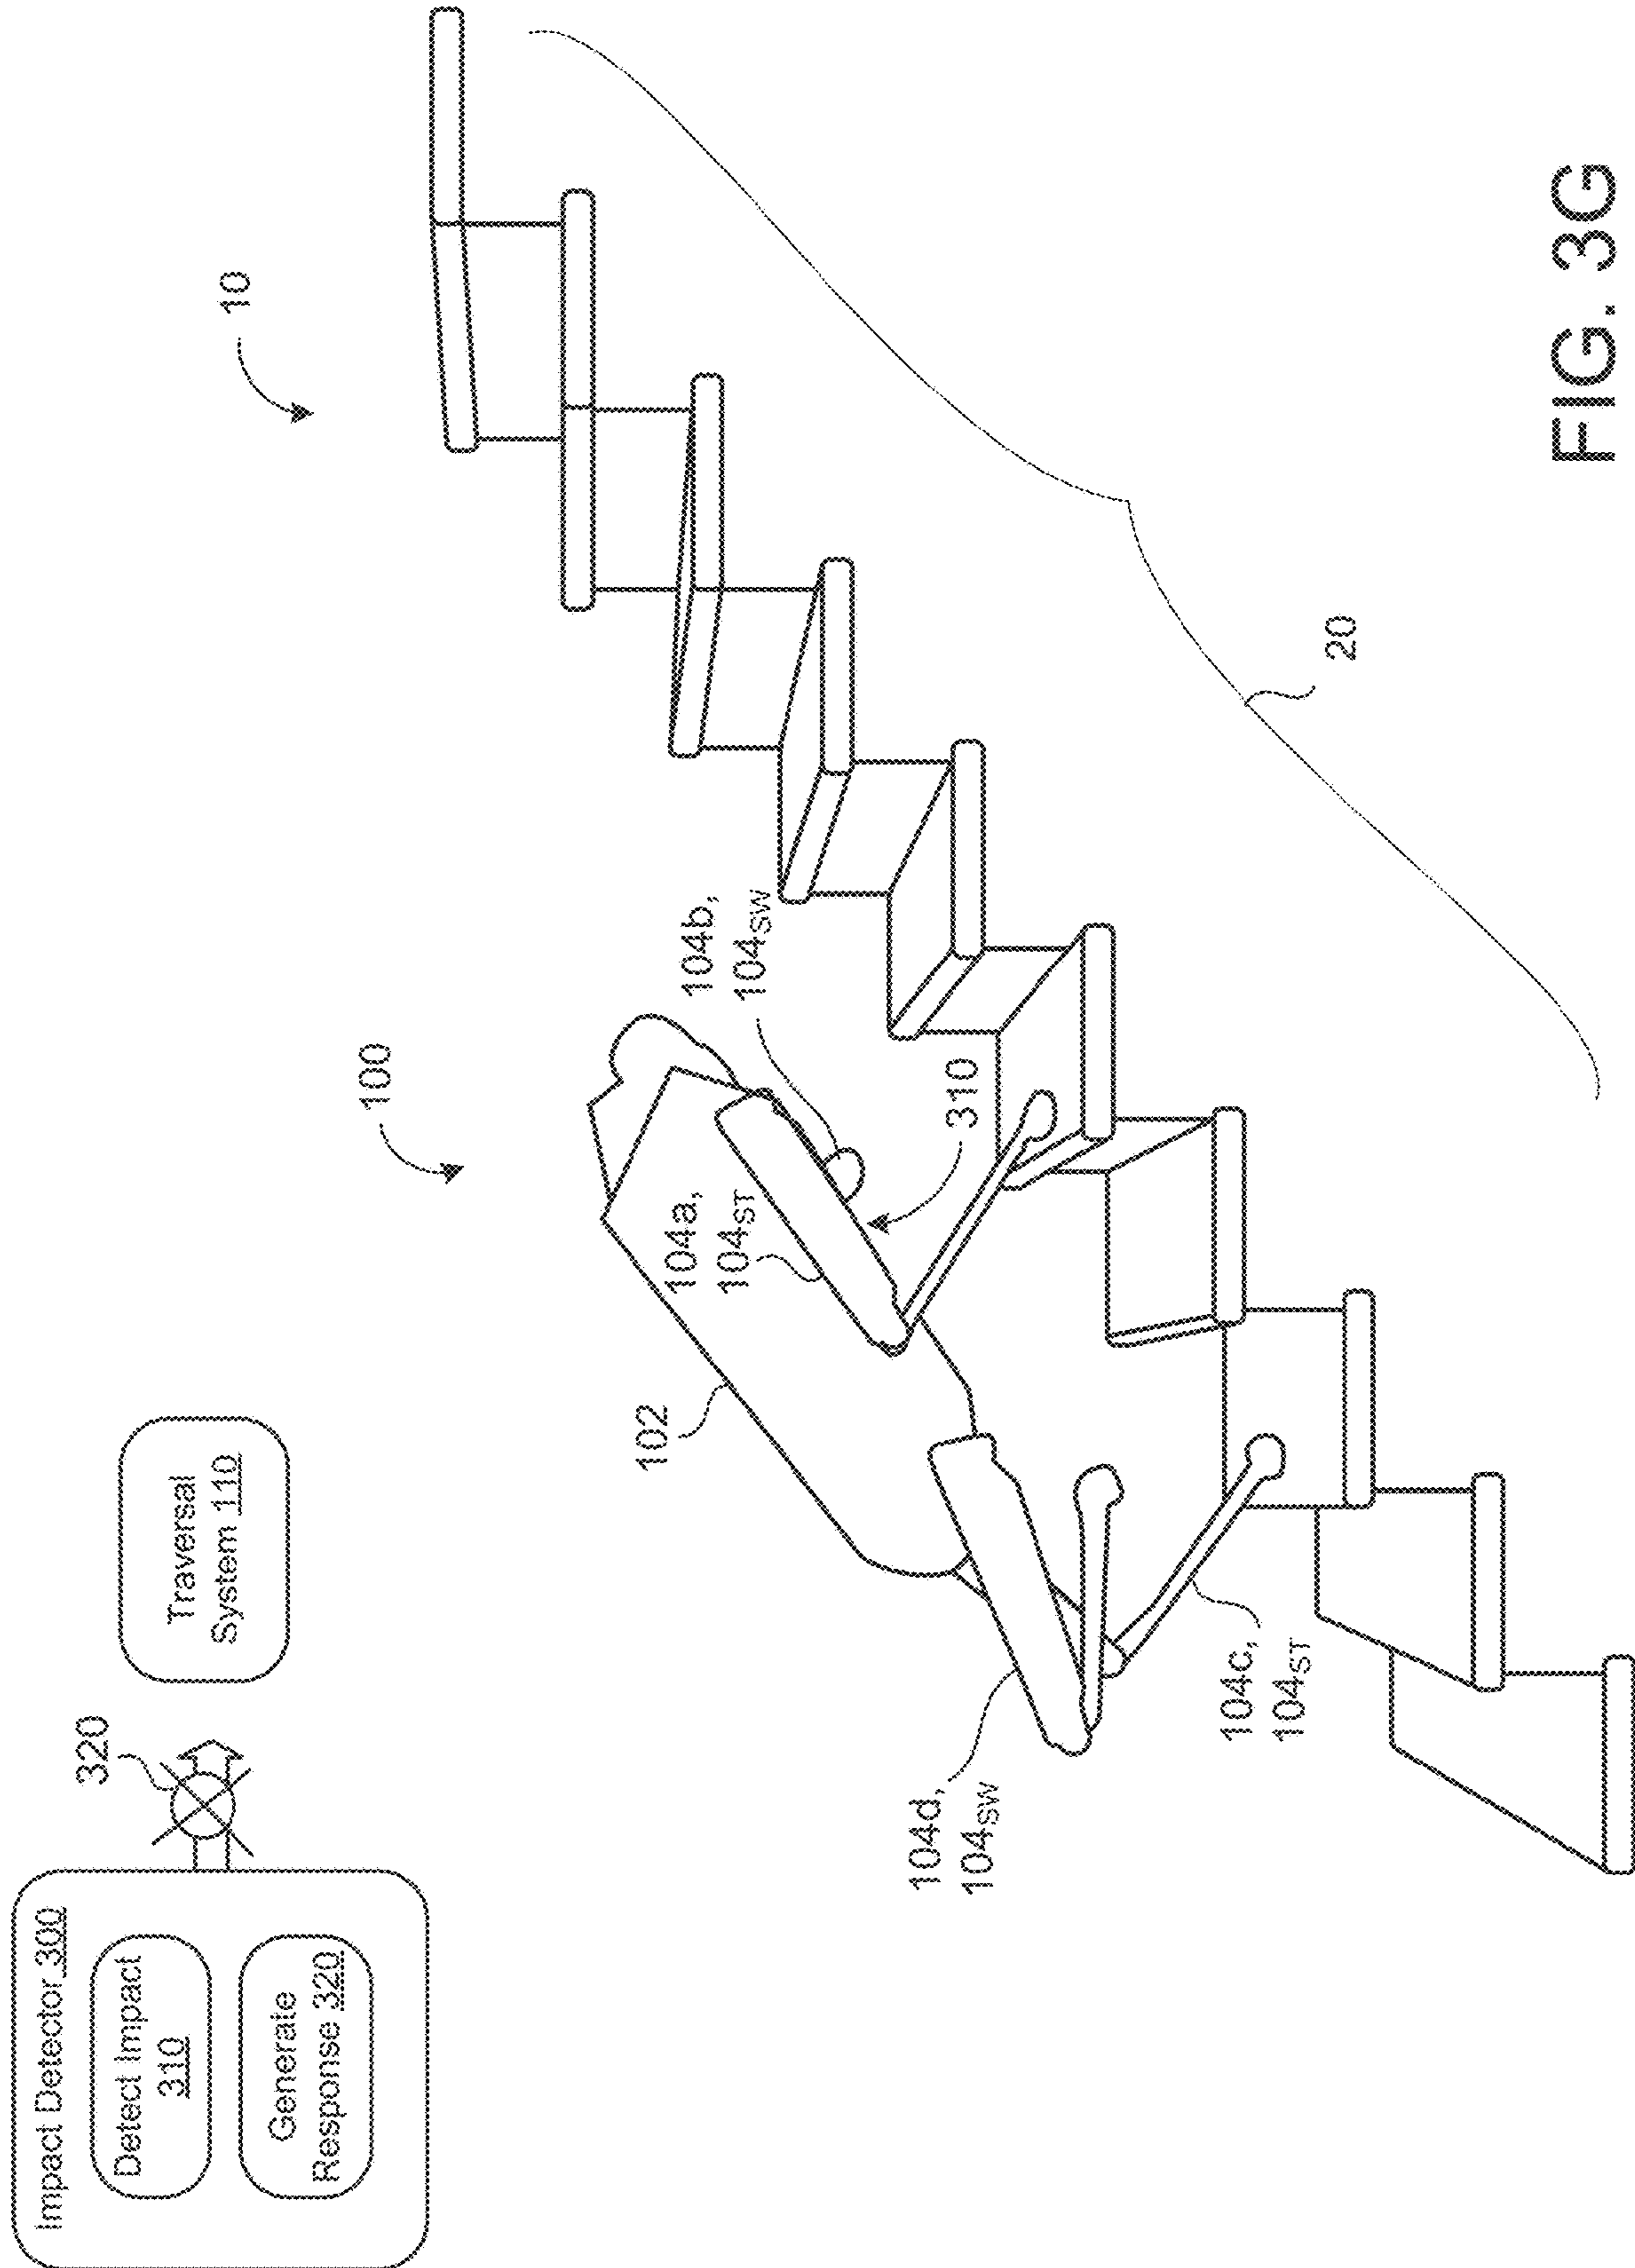 Impact Detector 300
Detect Impact
310
Generate
Response 320
320
Traversal
System 110
100
10
102
104a,
104ST
104b,
104SW
310
104d,
104SW
104c,
104ST
20
FIG. 3G